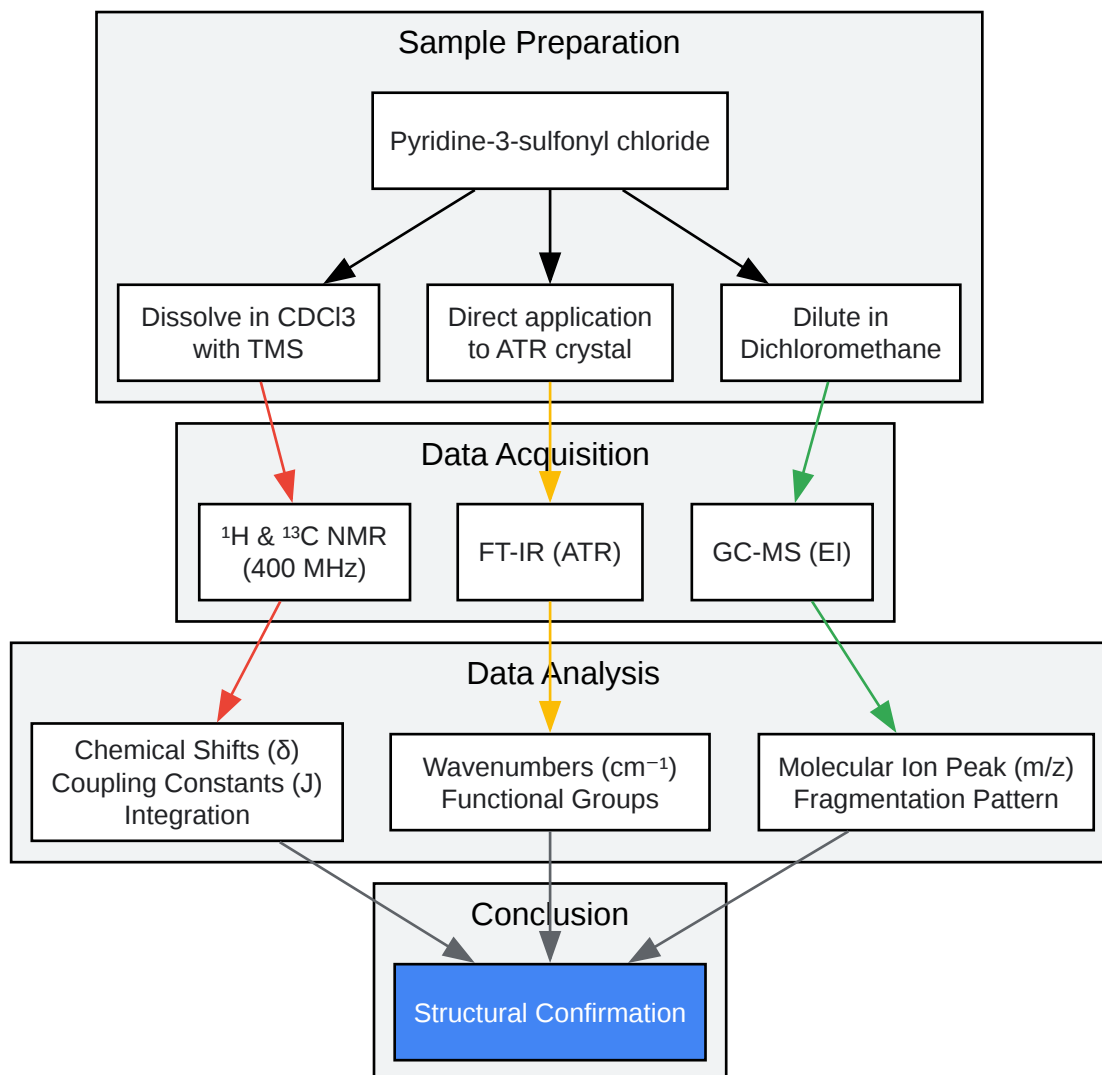 Sample Preparation
Pyridine-3-sulfonyl chloride
Dissolve in CDCl3
with TMS
Direct application
to ATR crystal
Dilute in
Dichloromethane
Data Acquisition
¹H & ¹³C NMR
(400 MHz)
FT-IR (ATR)
GC-MS (EI)
Data Analysis
Chemical Shifts (δ)
Coupling Constants (J)
Integration
Wavenumbers (cm⁻¹)
Functional Groups
Molecular Ion Peak (m/z)
Fragmentation Pattern
Conclusion
Structural Confirmation